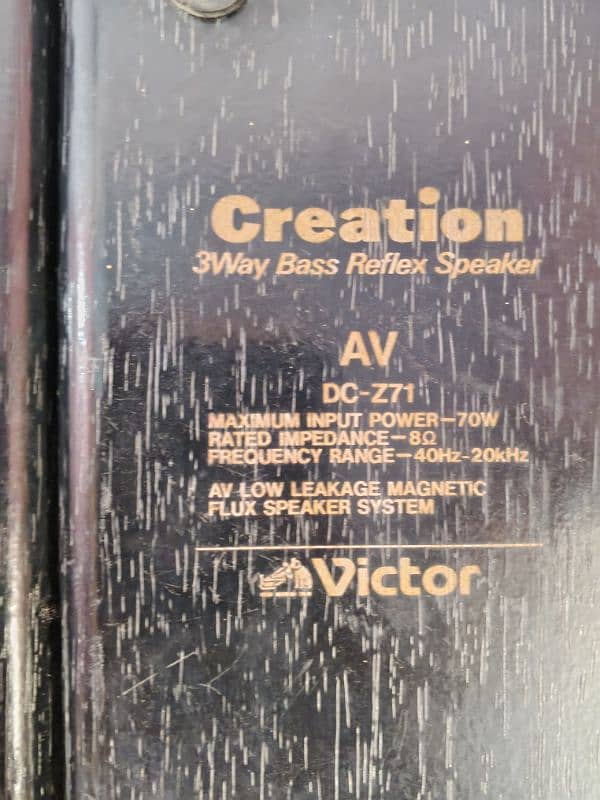 Creation
3Way Bass Reflex Speaker
AV
DC-Z71
MAXIMUM INPUT POWER-70W
RATED IMPEDANCE-8Ω
FREQUENCY RANGE-40Hz-20kHz
AV LOW LEAKAGE MAGNETIC
FLUX SPEAKER SYSTEM
Victor